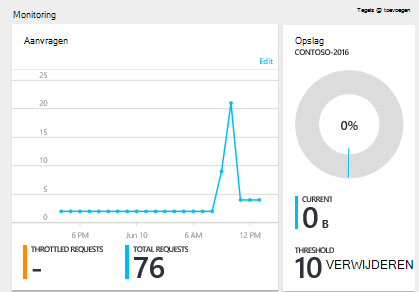 Monitoring
Tegels @ toevoegen
Aanvragen
Edit
25
20
15
10
5
0
6 PM
Jun 10
6 AM
12 PM
THROTTLED REQUESTS
-
TOTAL REQUESTS
76
Opslag
CONTOSO-2016
0%
CURRENT
0 B
THRESHOLD
10 VERWIJDEREN